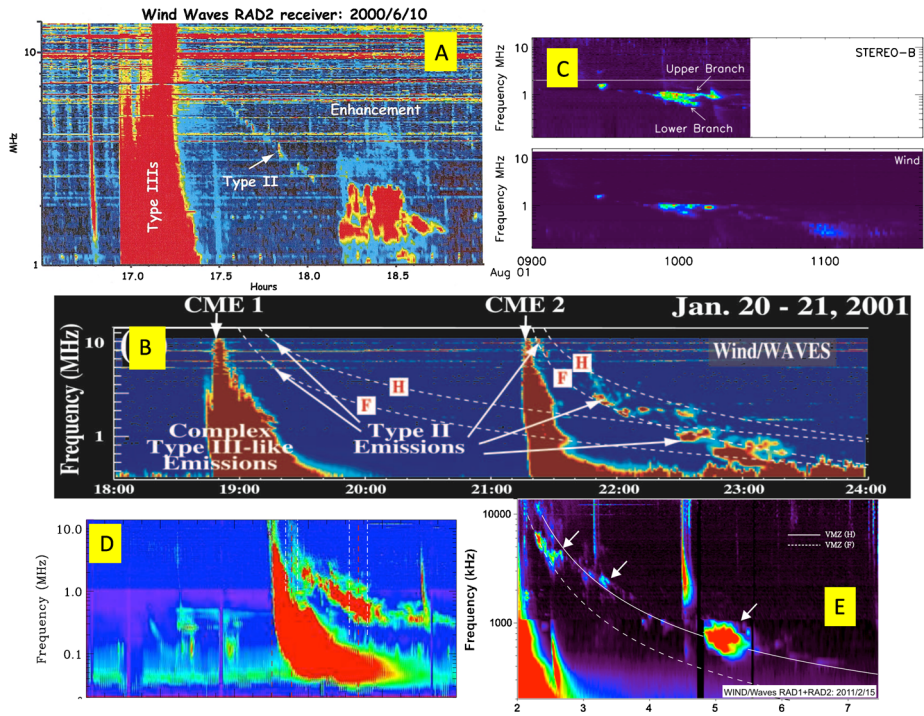 Wind Waves RAD2 receiver: 2000/6/10
A
10
MHz
Type IIIs
Type II
Enhancement
1
17.0
17.5
18.0
18.5
Hours
C
STEREO-B
Frequency MHz
10
1
Upper Branch
Lower Branch
Wind
Frequency MHz
10
1
0900
1000
1100
Aug 01
CME 1
CME 2
Jan. 20 - 21, 2001
B
Wind/WAVES
Frequency (MHz)
10
1
F
H
F
H
Complex
Type III-like
Emissions
Type II
Emissions
18:00
19:00
20:00
21:00
22:00
23:00
24:00
D
Frequency (MHz)
10.0
1.0
0.1
E
Frequency (kHz)
10000
1000
VMZ (H)
VMZ (F)
WIND/Waves RAD1+RAD2: 2011/2/15
2
3
4
5
6
7